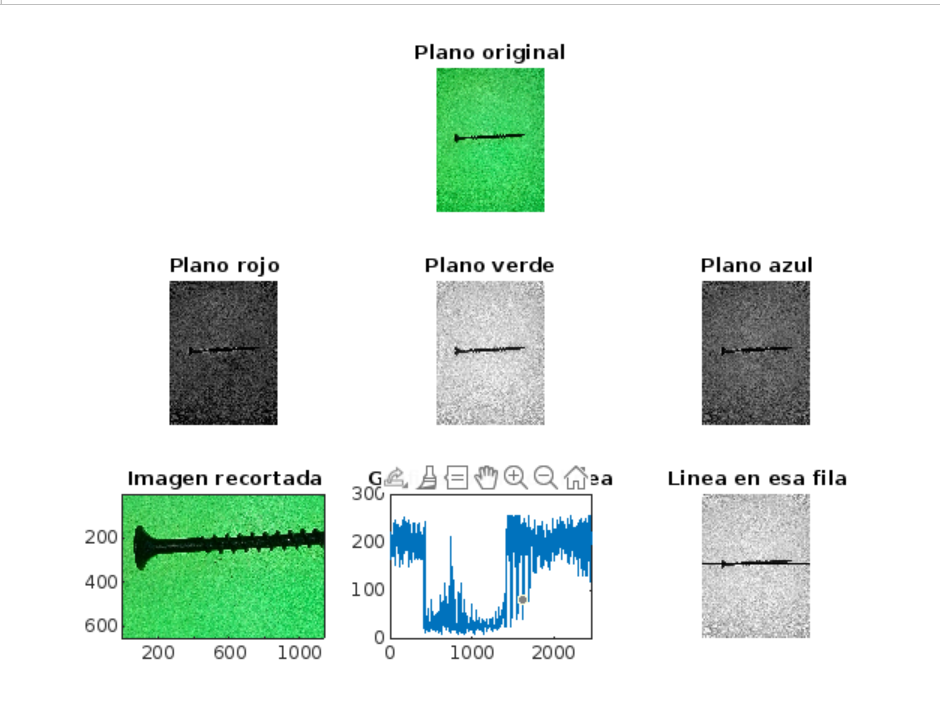 Plano original
Plano rojo
Plano verde
Plano azul
Imagen recortada
ea
Linea en esa fila
200
400
600
200
600
1000
300
200
100
0
0
1000
2000